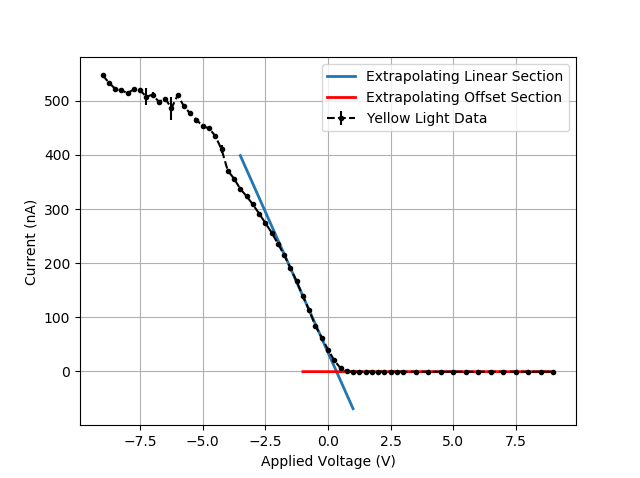 Extrapolating Linear Section
Extrapolating Offset Section
Yellow Light Data
500
400
300
200
100
0
Current (nA)
−7.5 −5.0 −2.5 0.0 2.5 5.0 7.5
Applied Voltage (V)